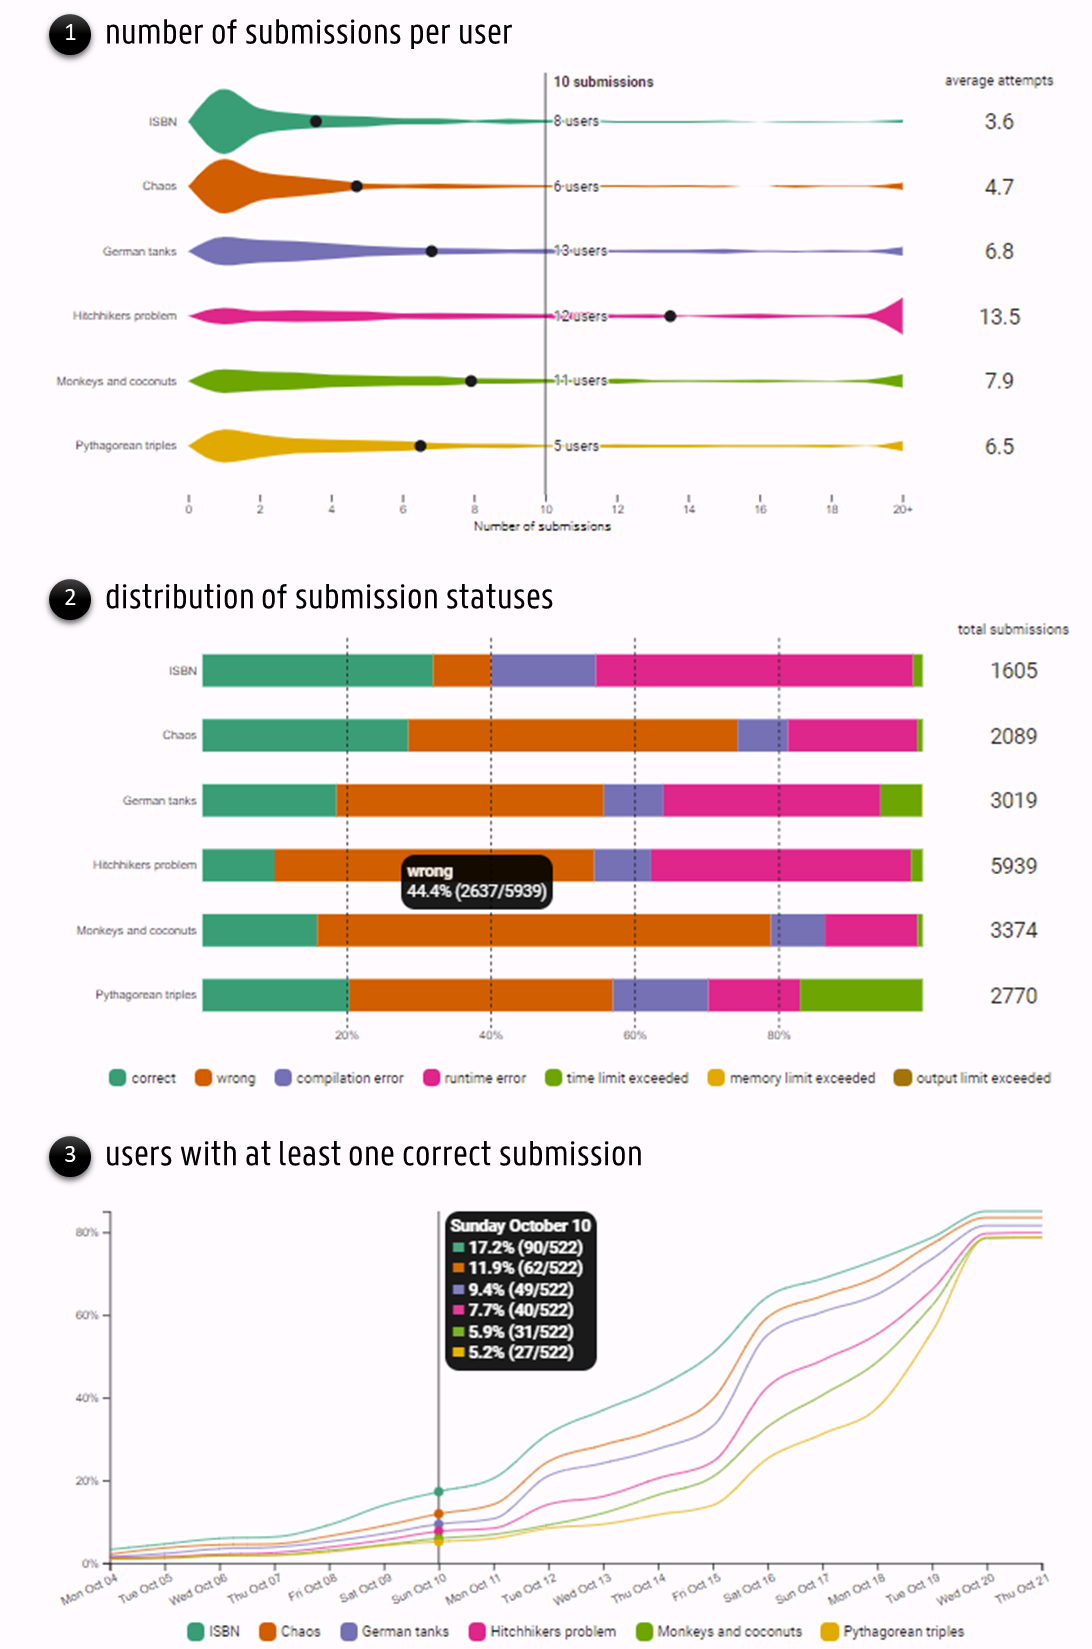 1 number of submissions per user
10 submissions
average attempts
ISBN 8 users 3.6
Chaos 6 users 4.7
German tanks 13 users 6.8
Hitchhikers problem 12 users 13.5
Monkeys and coconuts 11 users 7.9
Pythagorean triples 5 users 6.5
0 2 4 6 8 10 12 14 16 18 20+
Number of submissions
2 distribution of submission statuses
total submissions
ISBN 1605
Chaos 2089
German tanks 3019
Hitchhikers problem 5939
wrong
44.4% (2637/5939)
Monkeys and coconuts 3374
Pythagorean triples 2770
20% 40% 60% 80%
correct wrong compilation error runtime error time limit exceeded memory limit exceeded output limit exceeded
3 users with at least one correct submission
80%
60%
40%
20%
0%
Sunday October 10
17.2% (90/522)
11.9% (62/522)
9.4% (49/522)
7.7% (40/522)
5.9% (31/522)
5.2% (27/522)
Mon Oct 04 Tue Oct 05 Wed Oct 06 Thu Oct 07 Fri Oct 08 Sat Oct 09 Sun Oct 10 Mon Oct 11 Tue Oct 12 Wed Oct 13 Thu Oct 14 Fri Oct 15 Sat Oct 16 Sun Oct 17 Mon Oct 18 Tue Oct 19 Wed Oct 20 Thu Oct 21
ISBN Chaos German tanks Hitchhikers problem Monkeys and coconuts Pythagorean triples